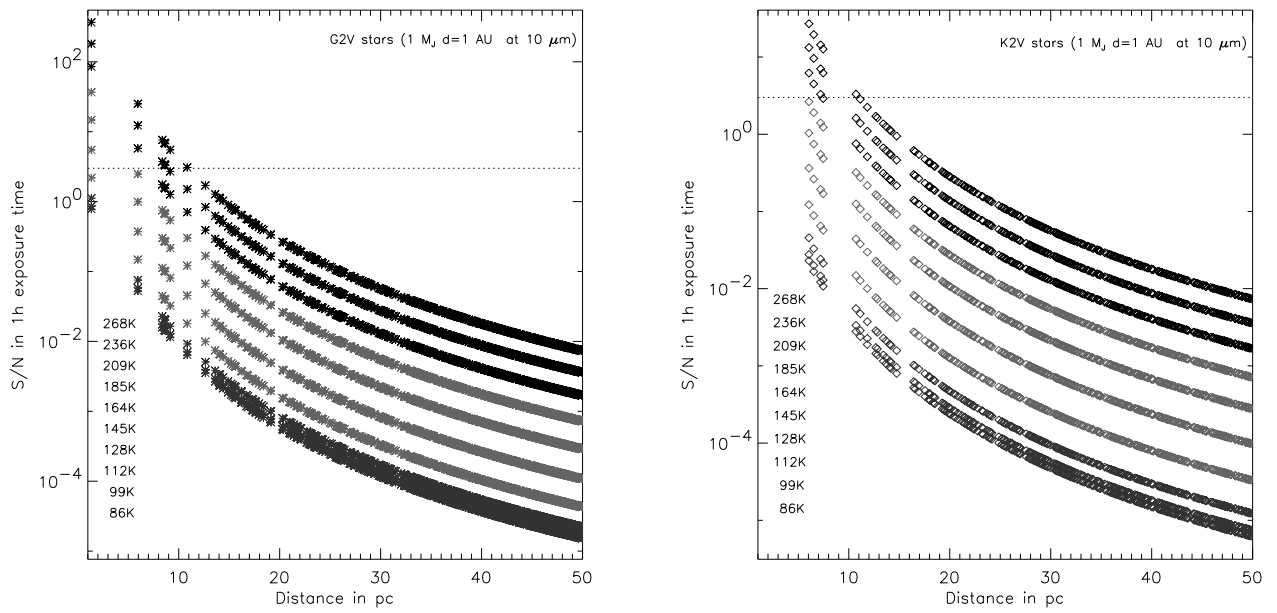 G2V stars (1 M_J d=1 AU at 10 μm)
S/N in 1h exposure time
10^2
10^0
10^-2
10^-4
268K
236K
209K
185K
164K
145K
128K
112K
99K
86K
10 20 30 40 50
Distance in pc
K2V stars (1 M_J d=1 AU at 10 μm)
S/N in 1h exposure time
10^0
10^-2
10^-4
268K
236K
209K
185K
164K
145K
128K
112K
99K
86K
10 20 30 40 50
Distance in pc